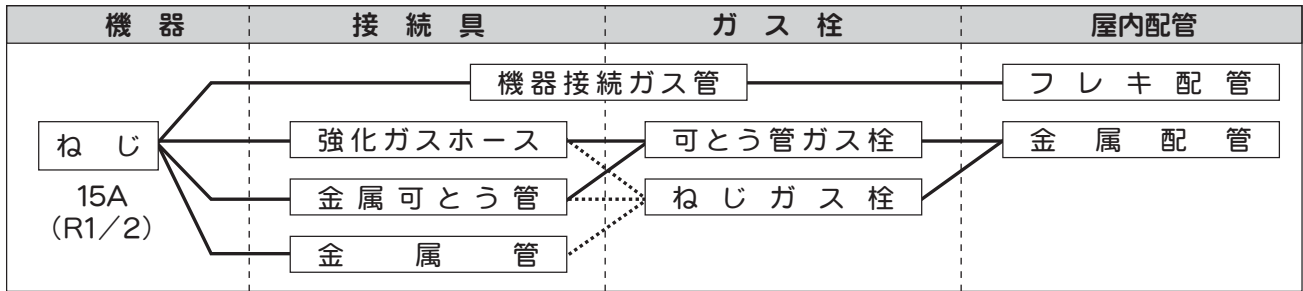 機器 接続具 ガス栓 屋内配管
機器接続ガス管 フレキ配管
ねじ 強化ガスホース 可とう管ガス栓 金属配管
15A 金属可とう管 ねじガス栓
(R1/2) 金属管